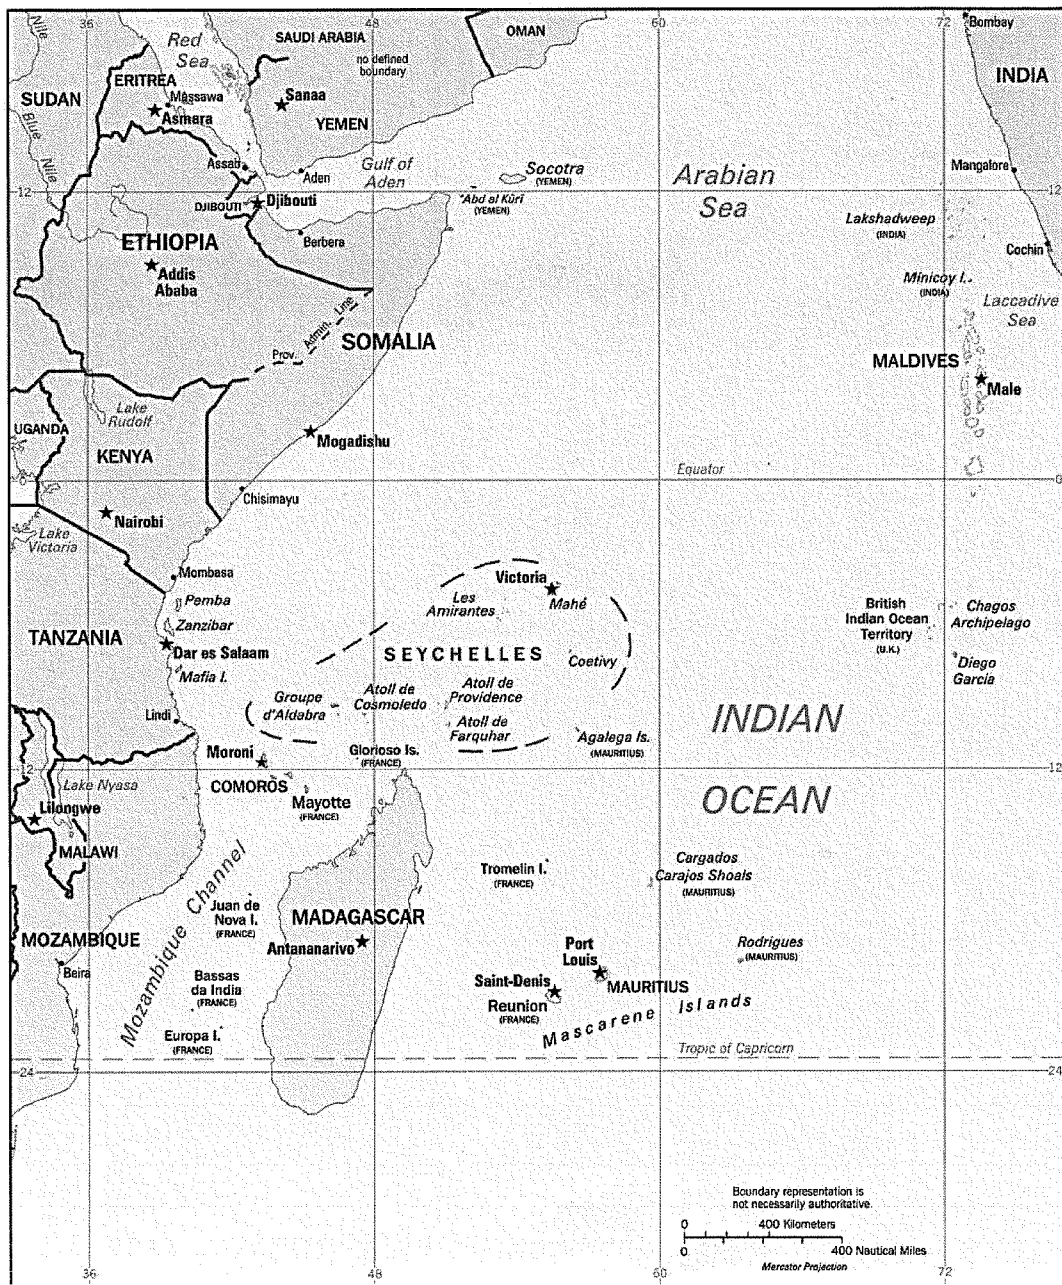 36
48
60
72
Bombay
Nile
Red
Sea
SAUDI ARABIA
OMAN
no defined
boundary
INDIA
ERITREA
SUDAN
Massawa
Asmara
Sanaa
YEMEN
Blue
Nile
Assab
Aden
Gulf of
Aden
Socotra
(YEMEN)
Arabian
Sea
Mangalore
12
12
DJIBOUTI
Djibouti
'Abd al Kūrī
(YEMEN)
Lakshadweep
(INDIA)
Berbera
ETHIOPIA
Addis
Ababa
Cochin
Minicoy I.
(INDIA)
Laccadive
Sea
Prov. Admin. Line
SOMALIA
MALDIVES
Male
Lake
Rudolf
UGANDA
KENYA
Mogadishu
Equator
0
0
Chisimayu
Nairobi
Lake
Victoria
Mombasa
Victoria
Mahé
Les
Amirantes
Pemba
Zanzibar
British
Indian Ocean
Territory
(U.K.)
Chagos
Archipelago
TANZANIA
Dar es Salaam
SEYCHELLES
Coetivy
Mafia I.
Diego
Garcia
Groupe
d'Aldabra
Atoll de
Cosmoledo
Atoll de
Providence
Lindi
Atoll de
Farquhar
Agalega Is.
(MAURITIUS)
INDIAN
OCEAN
Moroni
Glorioso Is.
(FRANCE)
12
12
Lake Nyasa
COMOROS
Mayotte
(FRANCE)
Lilongwe
MALAWI
Mozambique Channel
Tromelin I.
(FRANCE)
Cargados
Carajos Shoals
(MAURITIUS)
Juan de
Nova I.
(FRANCE)
MADAGASCAR
Antananarivo
MOZAMBIQUE
Beira
Port
Louis
MAURITIUS
Rodrigues
(MAURITIUS)
Bassas
da India
(FRANCE)
Saint-Denis
Reunion
(FRANCE)
Mascarene Islands
Europa I.
(FRANCE)
Tropic of Capricorn
24
24
Boundary representation is
not necessarily authoritative.
0 400 Kilometers
0 400 Nautical Miles
Mercator Projection
36
48
60
72